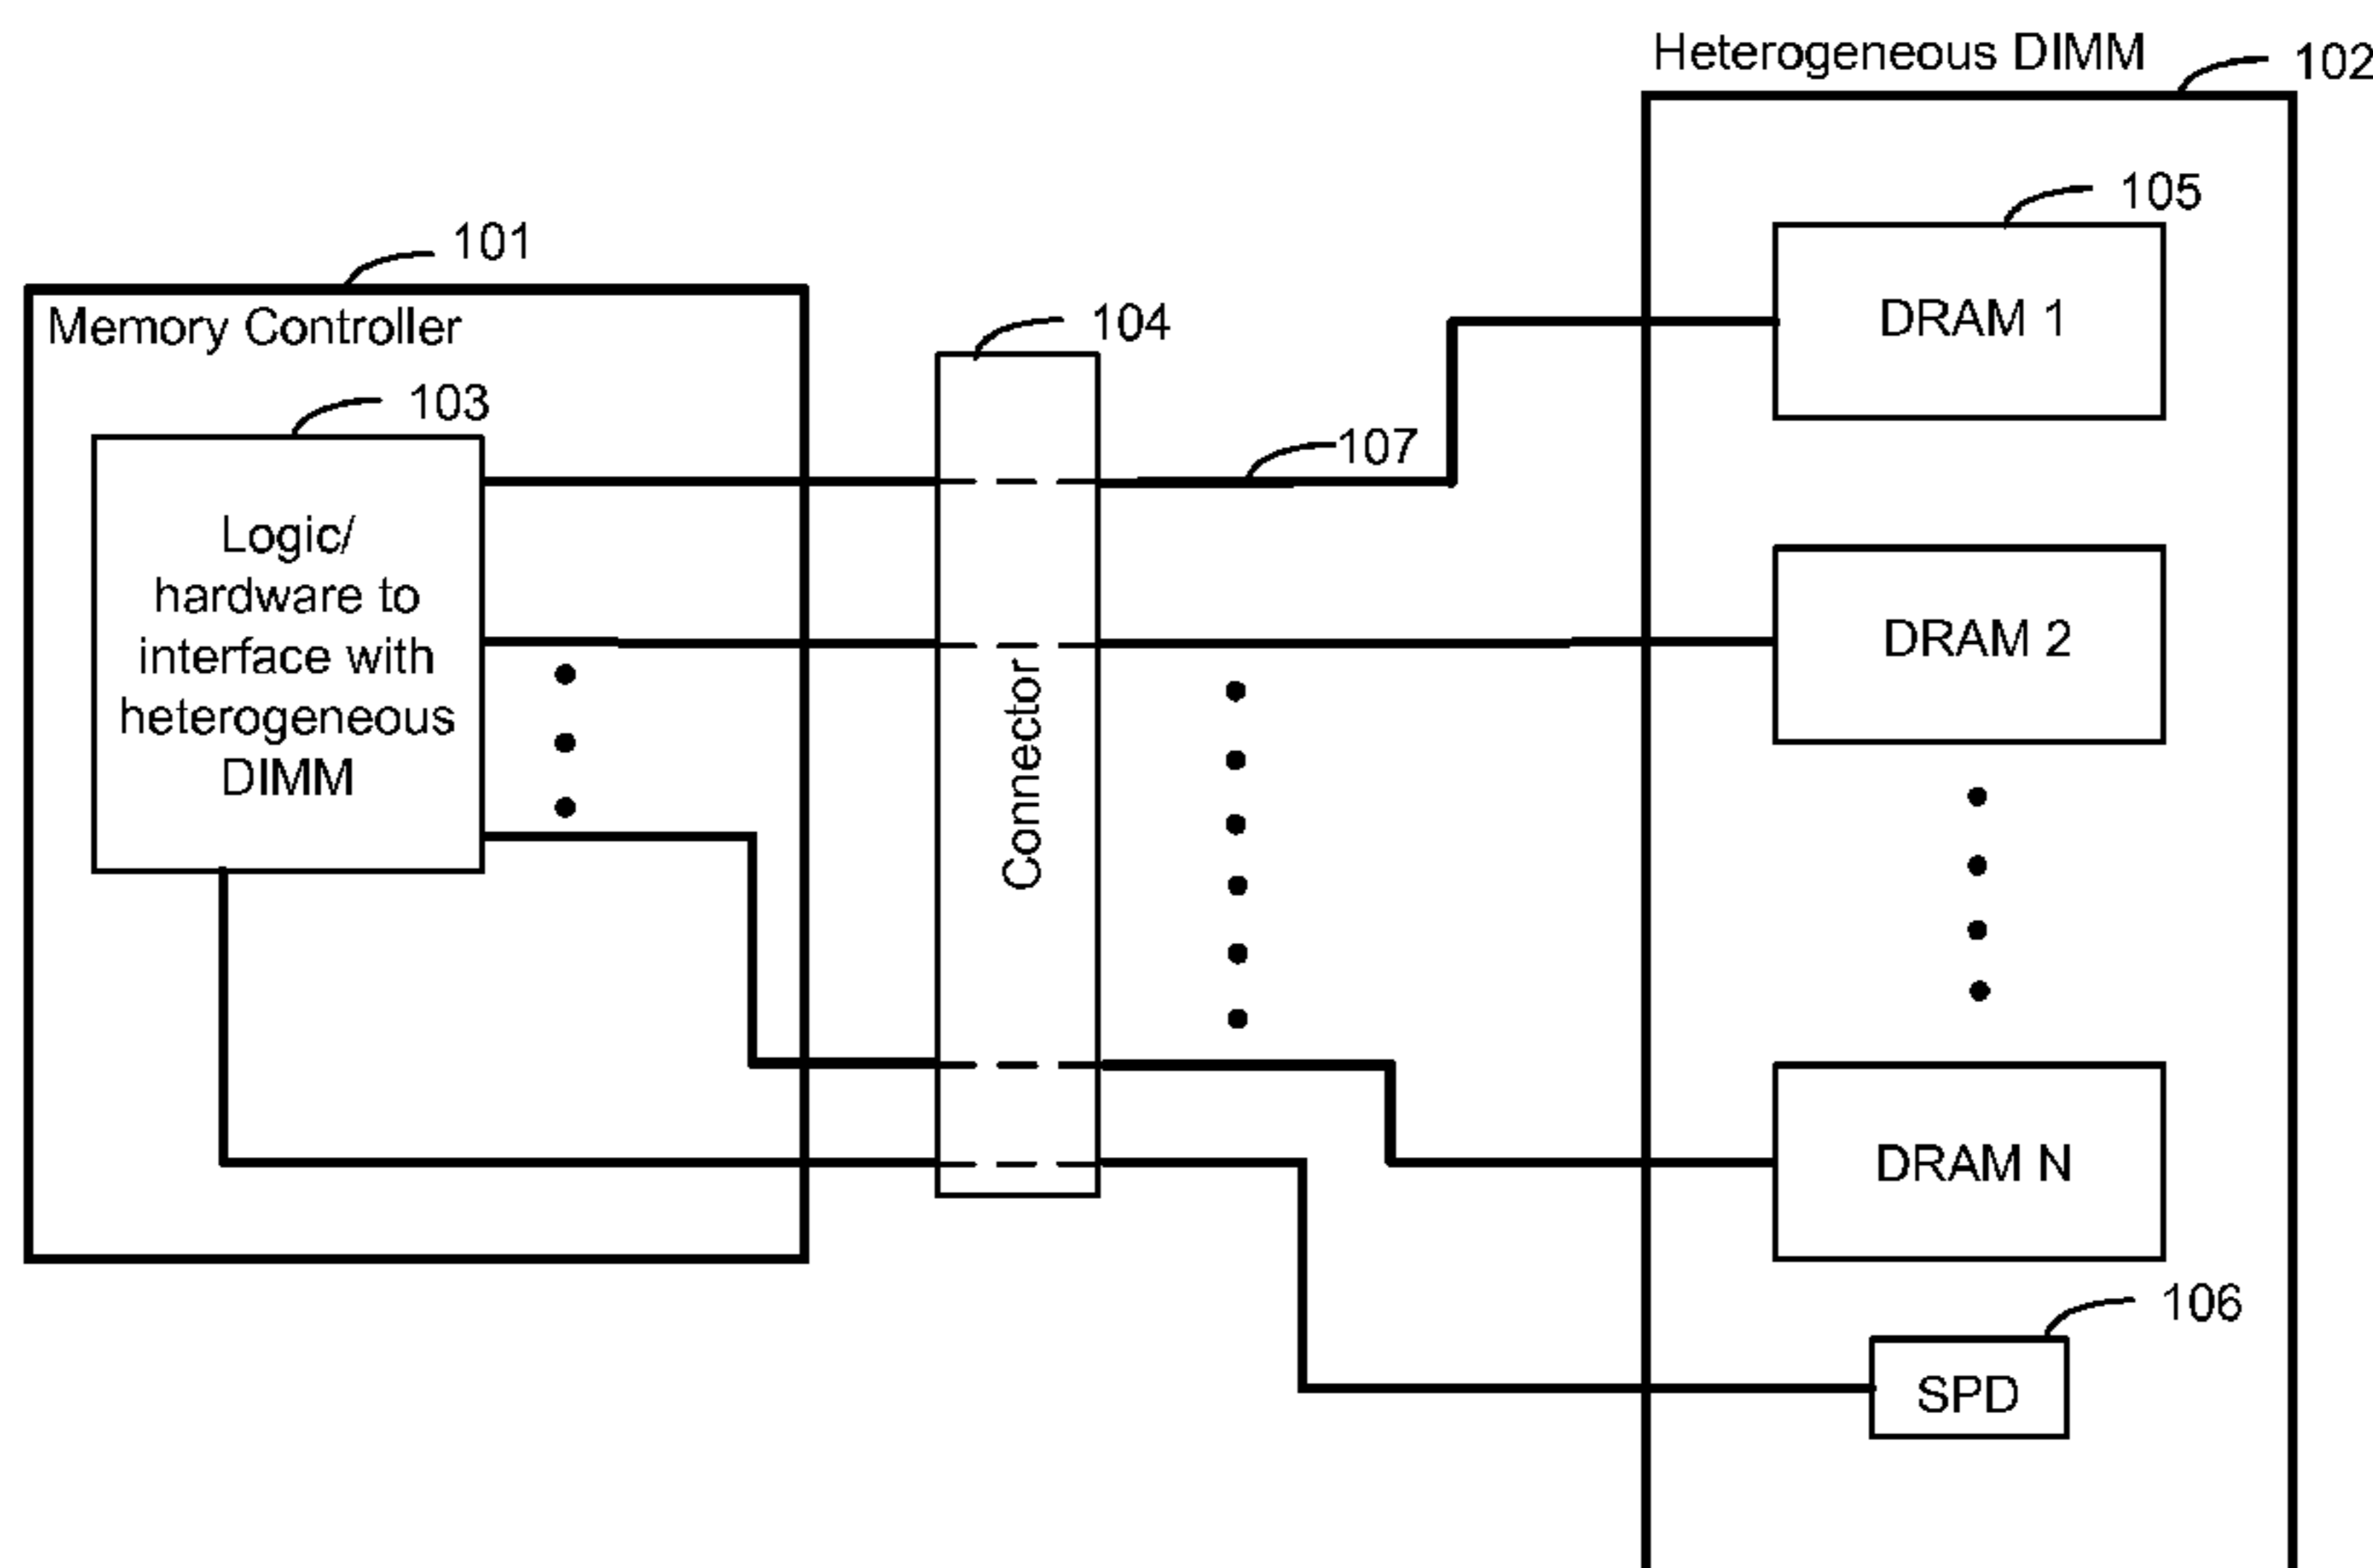 Heterogeneous DIMM
102
105
DRAM 1
101
Memory Controller
104
103
107
Logic/
hardware to
interface with
heterogeneous
DIMM
Connector
DRAM 2
DRAM N
106
SPD